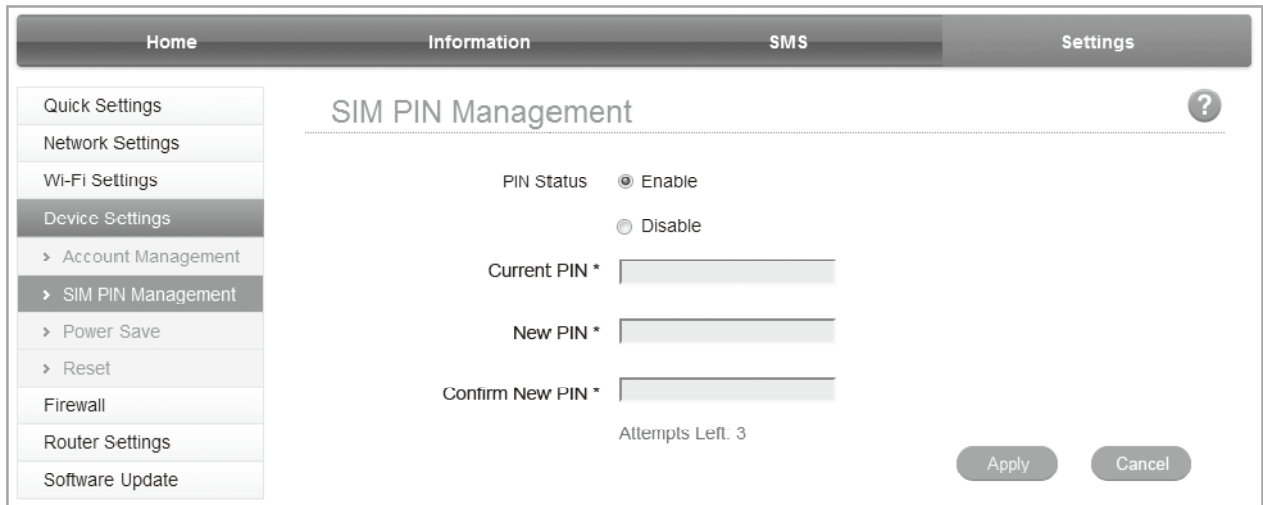 Home Information SMS Settings
Quick Settings
Network Settings
Wi-Fi Settings
Device Settings
> Account Management
> SIM PIN Management
> Power Save
> Reset
Firewall
Router Settings
Software Update
SIM PIN Management ?
PIN Status Enable
Disable
Current PIN *
New PIN *
Confirm New PIN *
Attempts Left: 3
Apply Cancel